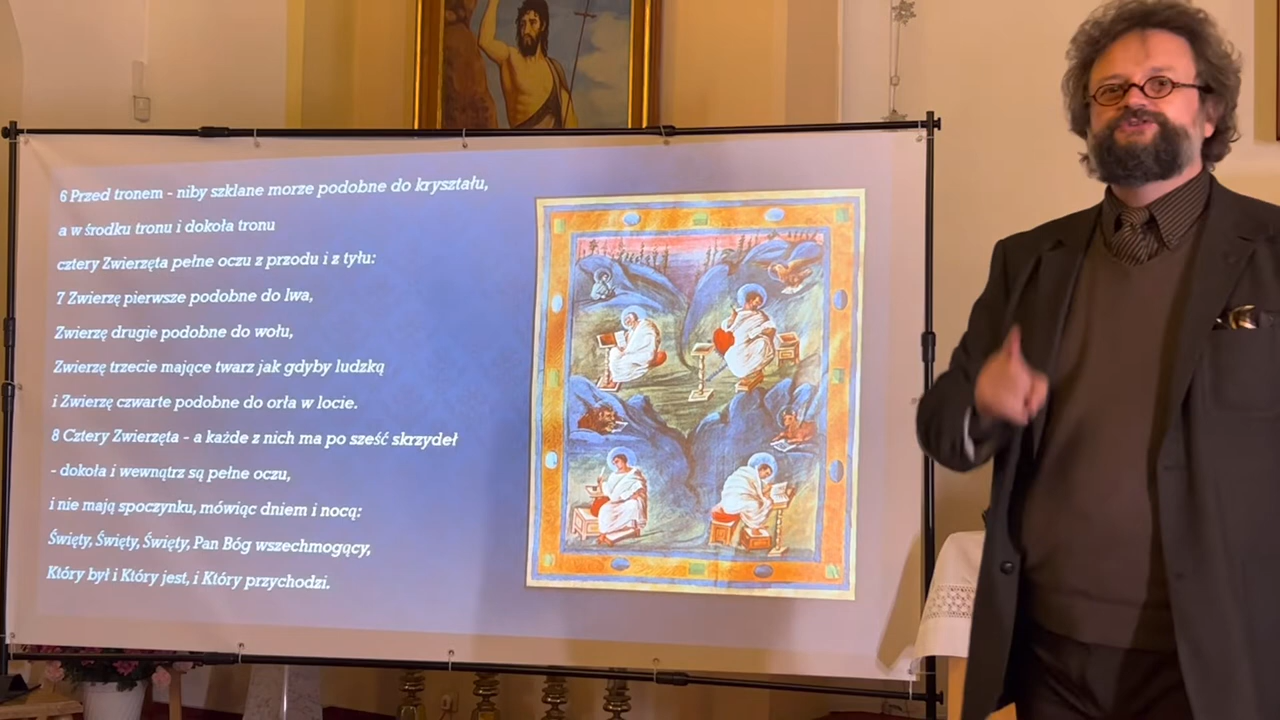 6 Przed tronem - niby szklane morze podobne do kryształu,
a w środku tronu i dokoła tronu
cztery Zwierzęta pełne oczu z przodu i z tyłu:
7 Zwierzę pierwsze podobne do lwa,
Zwierzę drugie podobne do wołu,
Zwierzę trzecie mające twarz jak gdyby ludzką
i Zwierzę czwarte podobne do orła w locie.
8 Cztery Zwierzęta - a każde z nich ma po sześć skrzydeł
- dokoła i wewnątrz są pełne oczu,
i nie mają spoczynku, mówiąc dniem i nocą:
Święty, Święty, Święty, Pan Bóg wszechmogący,
Który był i Który jest, i Który przychodzi.